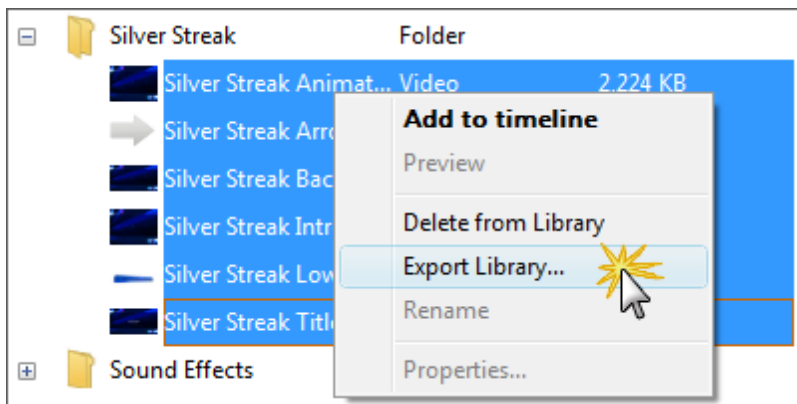 Silver Streak Folder
Silver Streak Animat... Video 2.224 KB
Silver Streak Arro
Add to timeline
Silver Streak Bac
Preview
Silver Streak Intr
Delete from Library
Silver Streak Low
Export Library...
Silver Streak Title
Rename
Sound Effects
Properties...